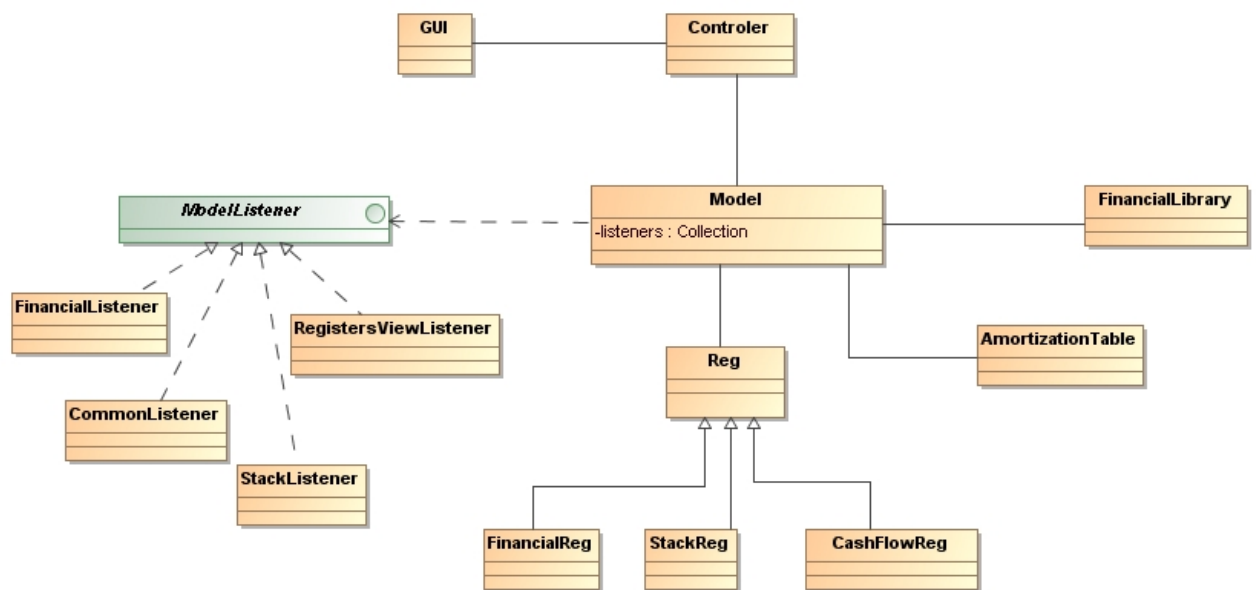 GUI
Controler
ModelListener
Model
-listeners : Collection
FinancialLibrary
FinancialListener
RegistersViewListener
Reg
AmortizationTable
CommonListener
StackListener
FinancialReg
StackReg
CashFlowReg